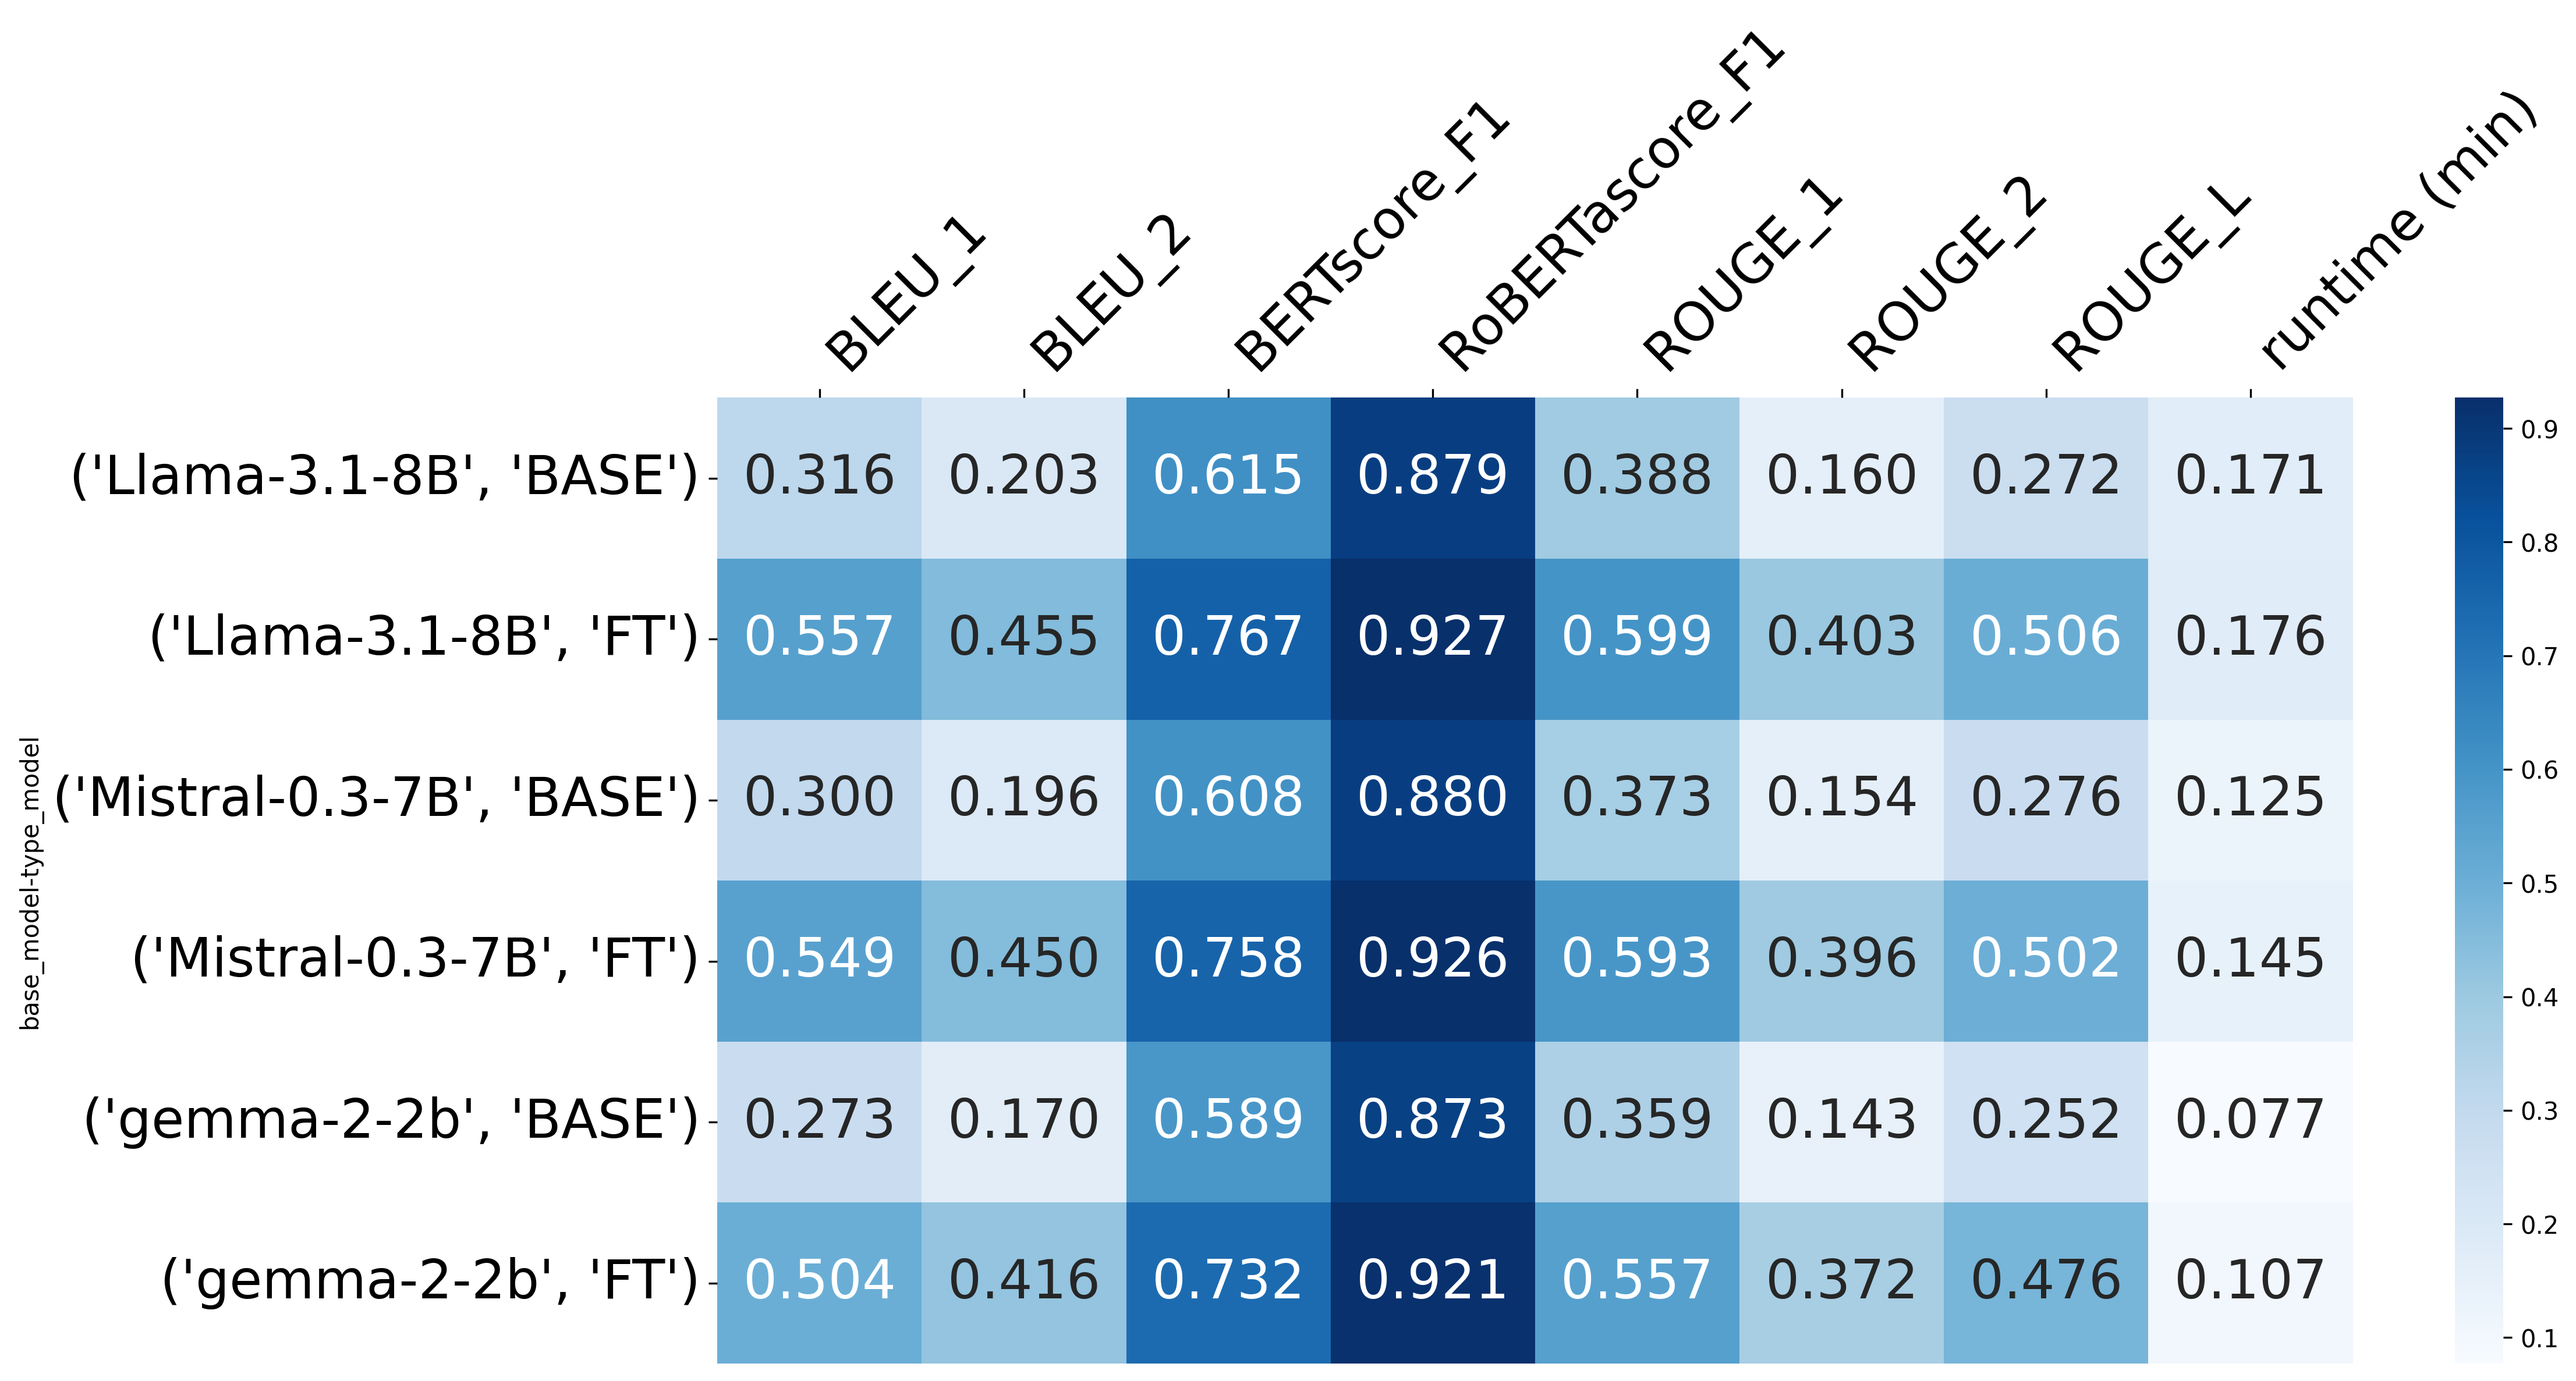 BLEU_1 BLEU_2 BERTscore_F1 RoBERTascore_F1 ROUGE_1 ROUGE_2 ROUGE_L runtime (min)
base_model-type_model
('Llama-3.1-8B', 'BASE') 0.316 0.203 0.615 0.879 0.388 0.160 0.272 0.171
('Llama-3.1-8B', 'FT') 0.557 0.455 0.767 0.927 0.599 0.403 0.506 0.176
('Mistral-0.3-7B', 'BASE') 0.300 0.196 0.608 0.880 0.373 0.154 0.276 0.125
('Mistral-0.3-7B', 'FT') 0.549 0.450 0.758 0.926 0.593 0.396 0.502 0.145
('gemma-2-2b', 'BASE') 0.273 0.170 0.589 0.873 0.359 0.143 0.252 0.077
('gemma-2-2b', 'FT') 0.504 0.416 0.732 0.921 0.557 0.372 0.476 0.107
0.9
0.8
0.7
0.6
0.5
0.4
0.3
0.2
0.1